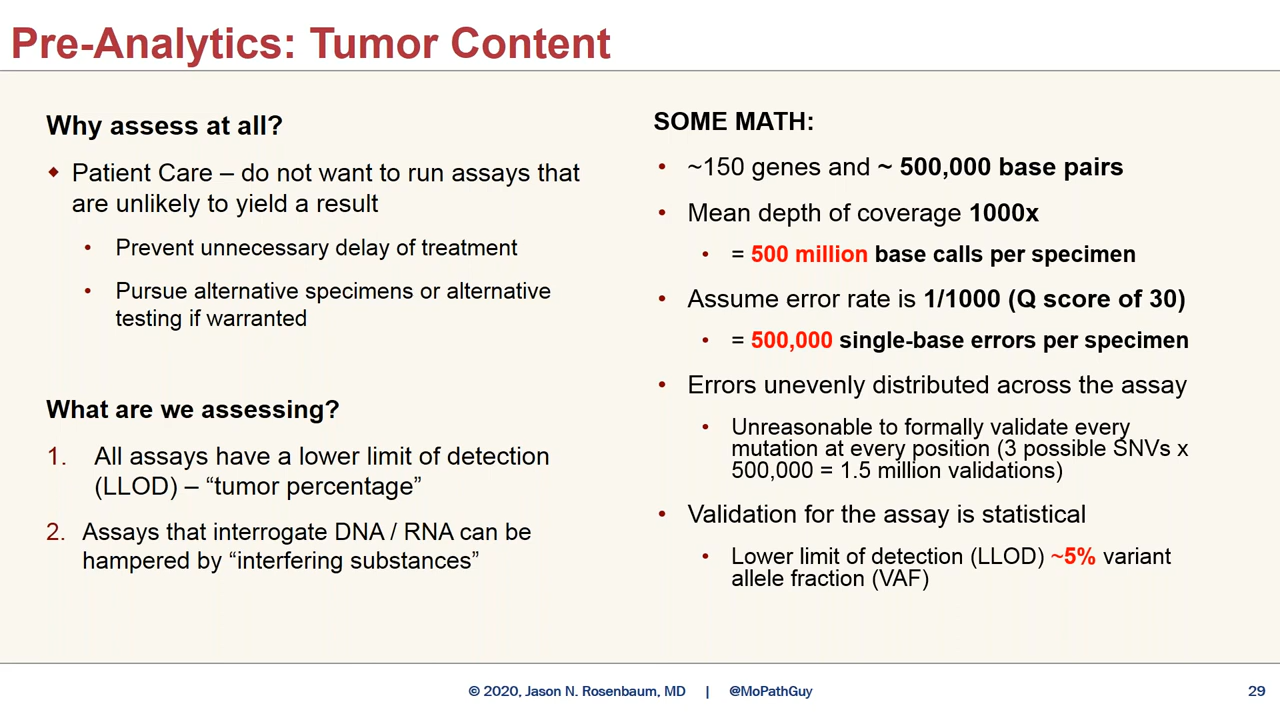 Pre-Analytics: Tumor Content
Why assess at all?
◆ Patient Care – do not want to run assays that
are unlikely to yield a result
• Prevent unnecessary delay of treatment
• Pursue alternative specimens or alternative
testing if warranted
What are we assessing?
1. All assays have a lower limit of detection
(LLOD) – “tumor percentage”
2. Assays that interrogate DNA / RNA can be
hampered by “interfering substances”
SOME MATH:
• ~150 genes and ~ 500,000 base pairs
• Mean depth of coverage 1000x
• = 500 million base calls per specimen
• Assume error rate is 1/1000 (Q score of 30)
• = 500,000 single-base errors per specimen
• Errors unevenly distributed across the assay
• Unreasonable to formally validate every
mutation at every position (3 possible SNVs x
500,000 = 1.5 million validations)
• Validation for the assay is statistical
• Lower limit of detection (LLOD) ~5% variant
allele fraction (VAF)
© 2020, Jason N. Rosenbaum, MD | @MoPathGuy
29